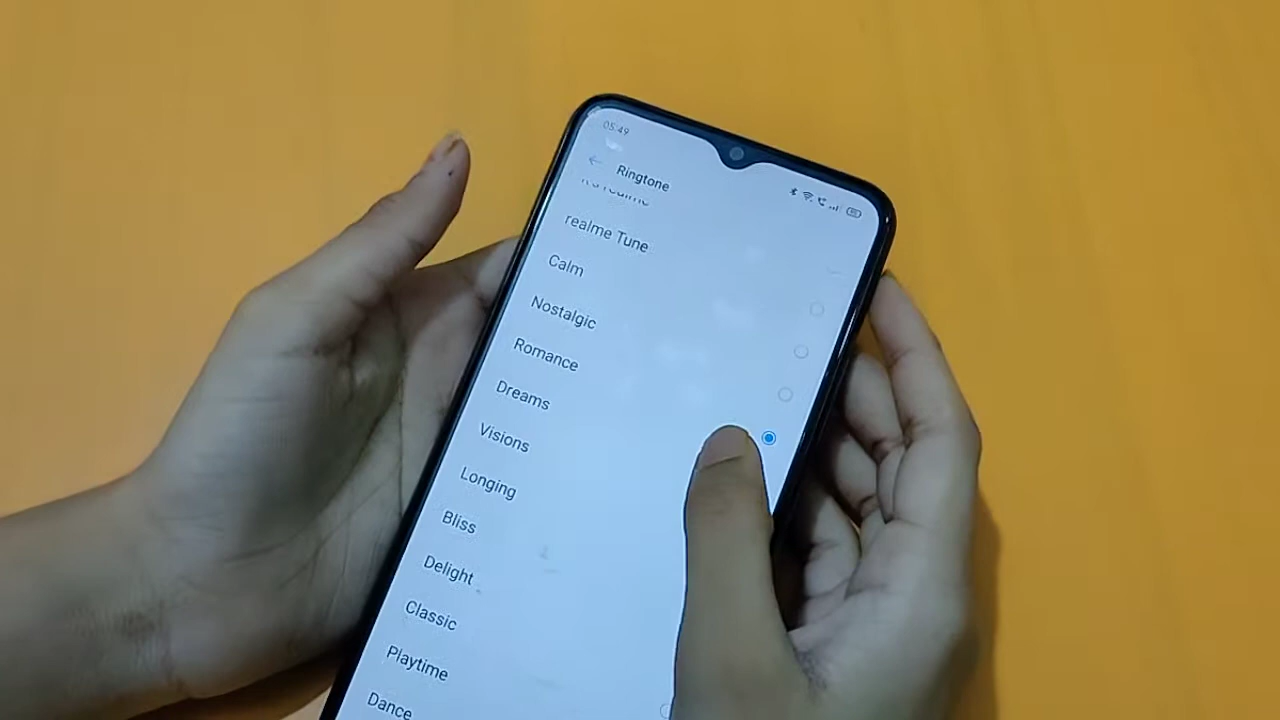 05:49
Ringtone
realme Tune
Calm
Nostalgic
Romance
Dreams
Visions
Longing
Bliss
Delight
Classic
Playtime
Dance